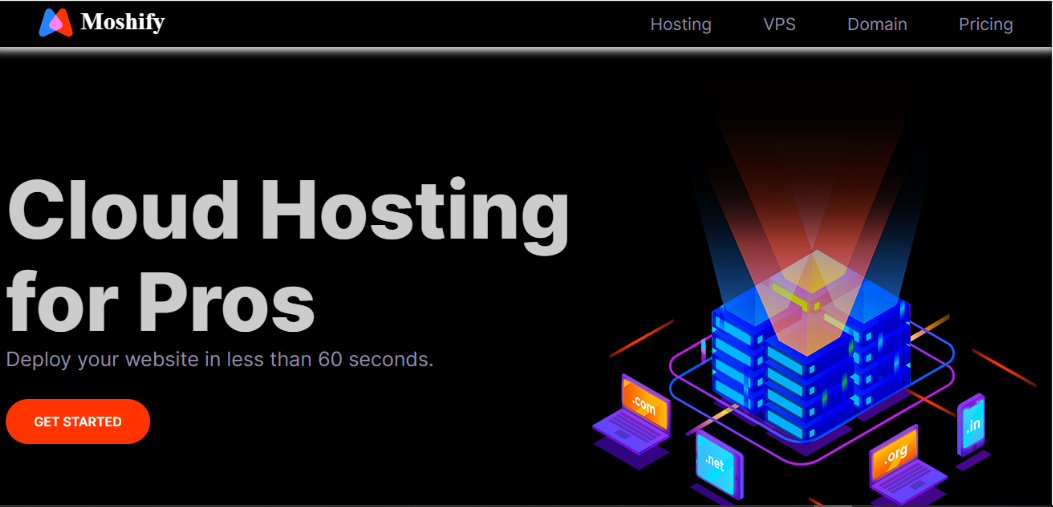 Moshify
Hosting
VPS
Domain
Pricing
Cloud Hosting
for Pros
Deploy your website in less than 60 seconds.
GET STARTED
.com
.net
.org
.in